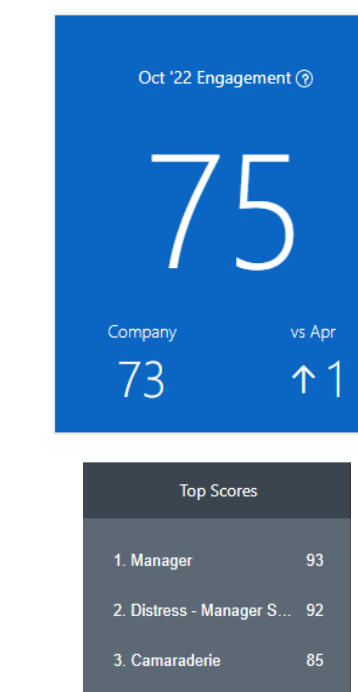 Oct '22 Engagement ?
75
Company vs Apr
73 ↑ 1
Top Scores
1. Manager 93
2. Distress - Manager S... 92
3. Camaraderie 85